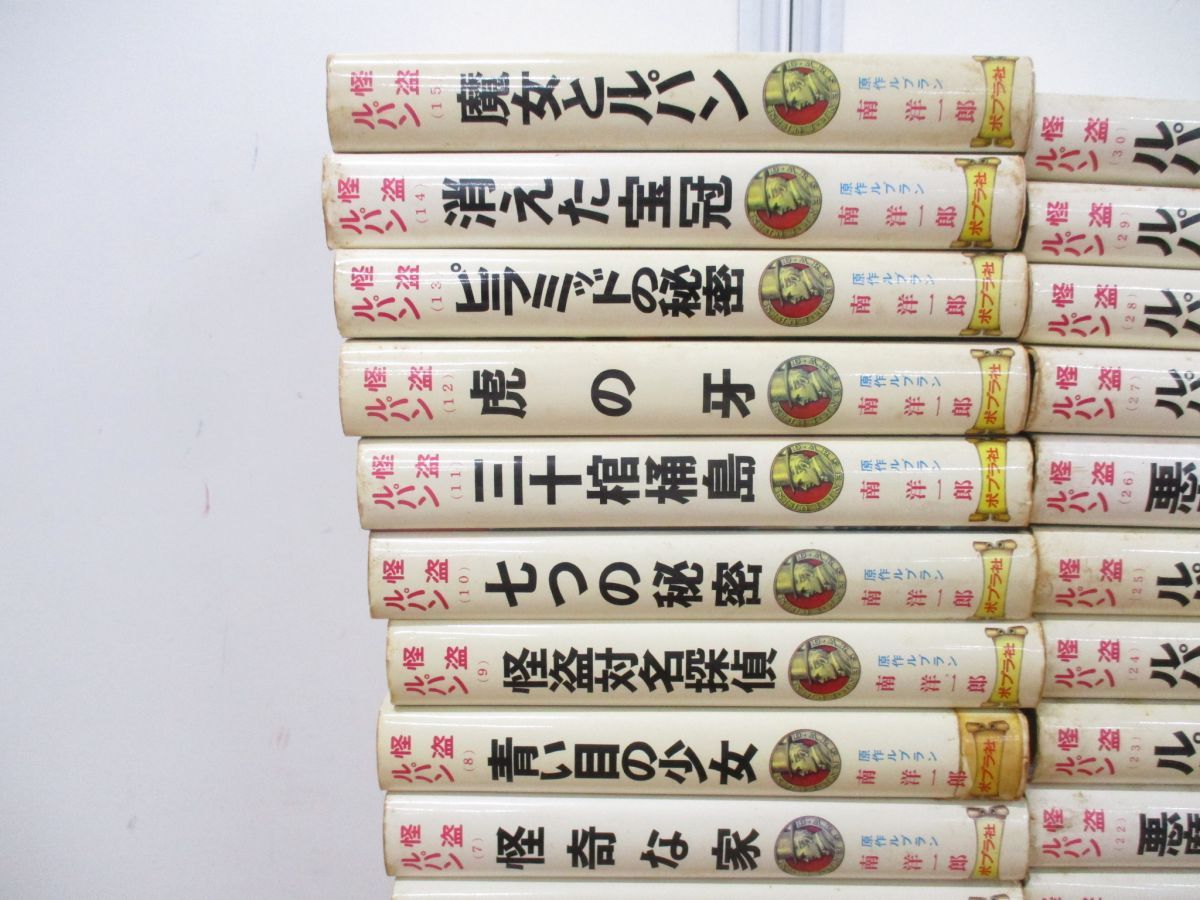 怪盗ルパン (15) 魔女とルパン 原作ルブラン 南洋一郎 ポプラ社
怪盗ルパン (14) 消えた宝冠 原作ルブラン 南洋一郎 ポプラ社
怪盗ルパン (13) ピラミッドの秘密 原作ルブラン 南洋一郎 ポプラ社
怪盗ルパン (12) 虎の牙 原作ルブラン 南洋一郎 ポプラ社
怪盗ルパン (11) 三十棺桶島 原作ルブラン 南洋一郎 ポプラ社
怪盗ルパン (10) 七つの秘密 原作ルブラン 南洋一郎 ポプラ社
怪盗ルパン (9) 怪盗対名探偵 原作ルブラン 南洋一郎 ポプラ社
怪盗ルパン (8) 青い目の少女 原作ルブラン 南洋一郎 ポプラ社
怪盗ルパン (7) 怪奇な家 原作ルブラン 南洋一郎 ポプラ社
怪盗ルパン (30) ルパ
怪盗ルパン (29) ルパ
怪盗ルパン (28) ルパ
怪盗ルパン (27) ルパ
怪盗ルパン (26) 悪
怪盗ルパン (25) ル
怪盗ルパン (24) ルパ
怪盗ルパン (23) ル
怪盗ルパン (22) 悪